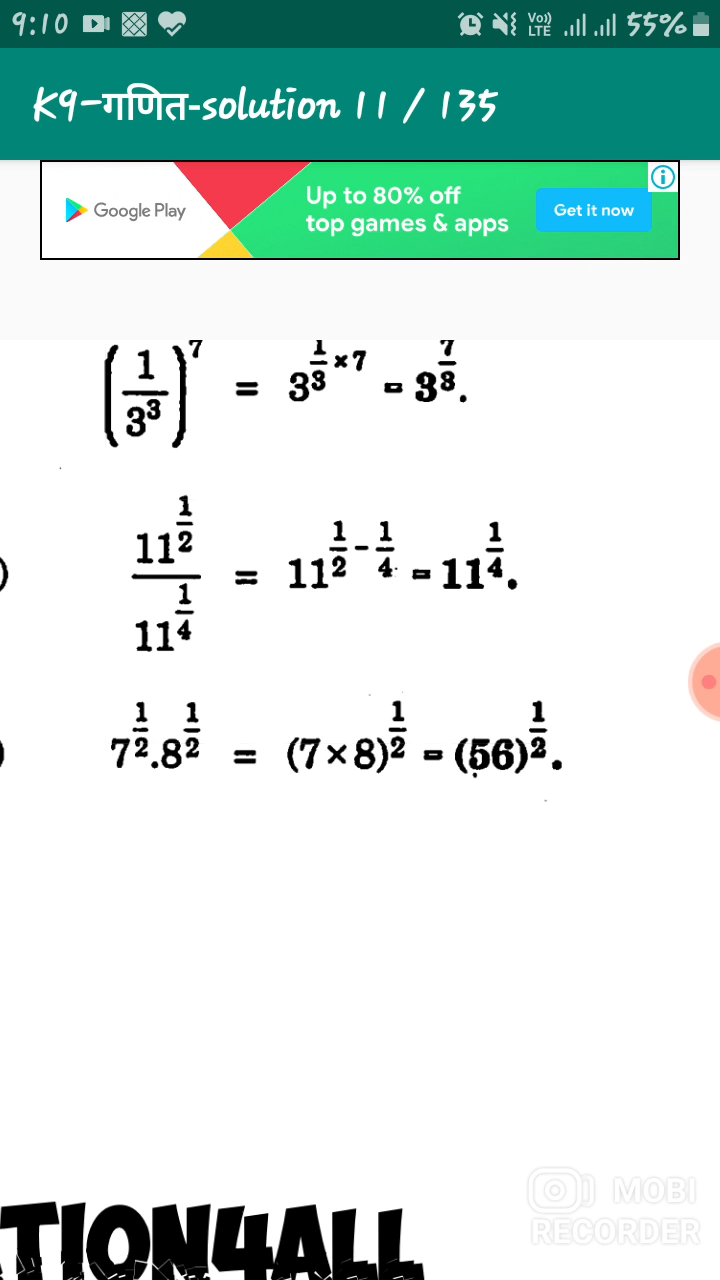 9:10 Vo)) LTE 55%
K9-गणित-solution 11 / 135
Google Play
Up to 80% off
top games & apps
Get it now
(1/3³)⁷ = 3^(1/3 × 7) = 3^(7/3).
) 11^(1/2) / 11^(1/4) = 11^(1/2 - 1/4) = 11^(1/4).
) 7^(1/2).8^(1/2) = (7×8)^(1/2) = (56)^(1/2).
MOBI
RECORDER
TION4ALL